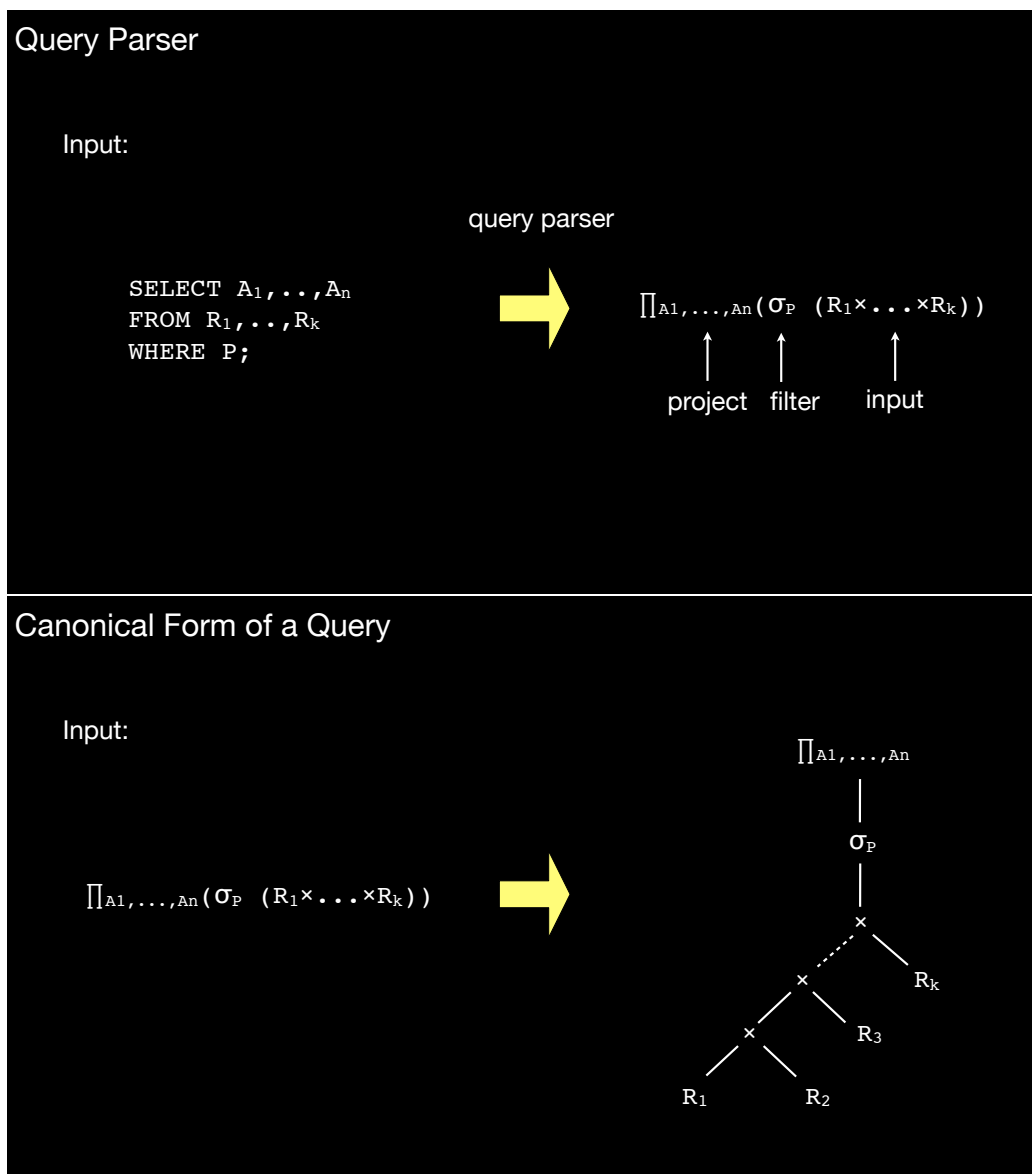 Query Parser
Input:
query parser
SELECT A₁,..,Aₙ
FROM R₁,..,Rₖ
WHERE P;
∏A1,...,An(σP (R₁×...×Rₖ))
project filter input
Canonical Form of a Query
Input:
∏A1,...,An(σP (R₁×...×Rₖ))
∏A1,...,An
σP
×
Rₖ
×
R₃
×
R₁ R₂